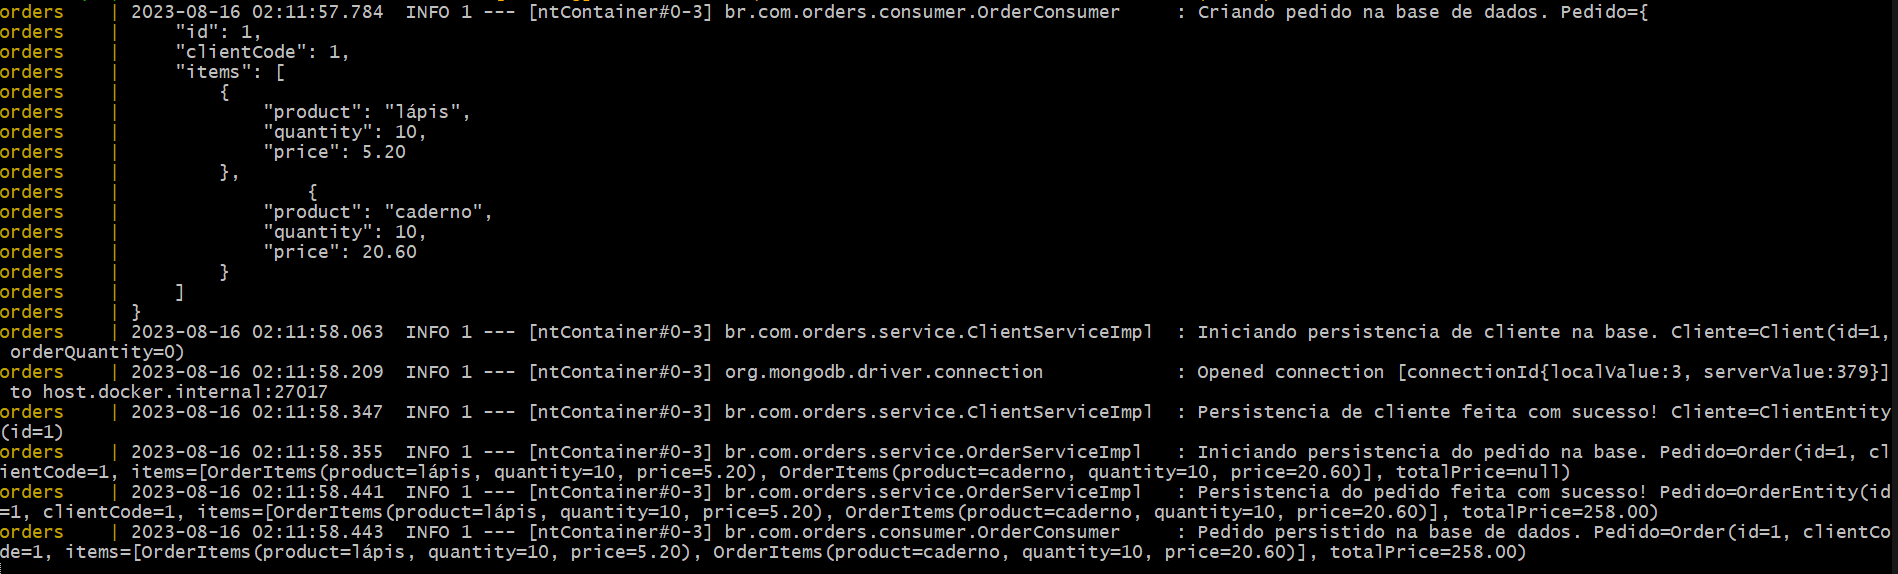 orders    | 2023-08-16 02:11:57.784  INFO 1 --- [ntContainer#0-3] br.com.orders.consumer.OrderConsumer     : Criando pedido na base de dados. Pedido={
orders    |     "id": 1,
orders    |     "clientCode": 1,
orders    |     "items": [
orders    |         {
orders    |             "product": "lápis",
orders    |             "quantity": 10,
orders    |             "price": 5.20
orders    |         },
orders    |                 {
orders    |             "product": "caderno",
orders    |             "quantity": 10,
orders    |             "price": 20.60
orders    |         }
orders    |     ]
orders    | }
orders    | 2023-08-16 02:11:58.063  INFO 1 --- [ntContainer#0-3] br.com.orders.service.ClientServiceImpl  : Iniciando persistencia de cliente na base. Cliente=Client(id=1,
 orderQuantity=0)
orders    | 2023-08-16 02:11:58.209  INFO 1 --- [ntContainer#0-3] org.mongodb.driver.connection            : Opened connection [connectionId{localValue:3, serverValue:379}]
 to host.docker.internal:27017
orders    | 2023-08-16 02:11:58.347  INFO 1 --- [ntContainer#0-3] br.com.orders.service.ClientServiceImpl  : Persistencia de cliente feita com sucesso! Cliente=ClientEntity
(id=1)
orders    | 2023-08-16 02:11:58.355  INFO 1 --- [ntContainer#0-3] br.com.orders.service.OrderServiceImpl   : Iniciando persistencia do pedido na base. Pedido=Order(id=1, cl
ientCode=1, items=[OrderItems(product=lápis, quantity=10, price=5.20), OrderItems(product=caderno, quantity=10, price=20.60)], totalPrice=null)
orders    | 2023-08-16 02:11:58.441  INFO 1 --- [ntContainer#0-3] br.com.orders.service.OrderServiceImpl   : Persistencia do pedido feita com sucesso! Pedido=OrderEntity(id
=1, clientCode=1, items=[OrderItems(product=lápis, quantity=10, price=5.20), OrderItems(product=caderno, quantity=10, price=20.60)], totalPrice=258.00)
orders    | 2023-08-16 02:11:58.443  INFO 1 --- [ntContainer#0-3] br.com.orders.consumer.OrderConsumer     : Pedido persistido na base de dados. Pedido=Order(id=1, clientCo
de=1, items=[OrderItems(product=lápis, quantity=10, price=5.20), OrderItems(product=caderno, quantity=10, price=20.60)], totalPrice=258.00)